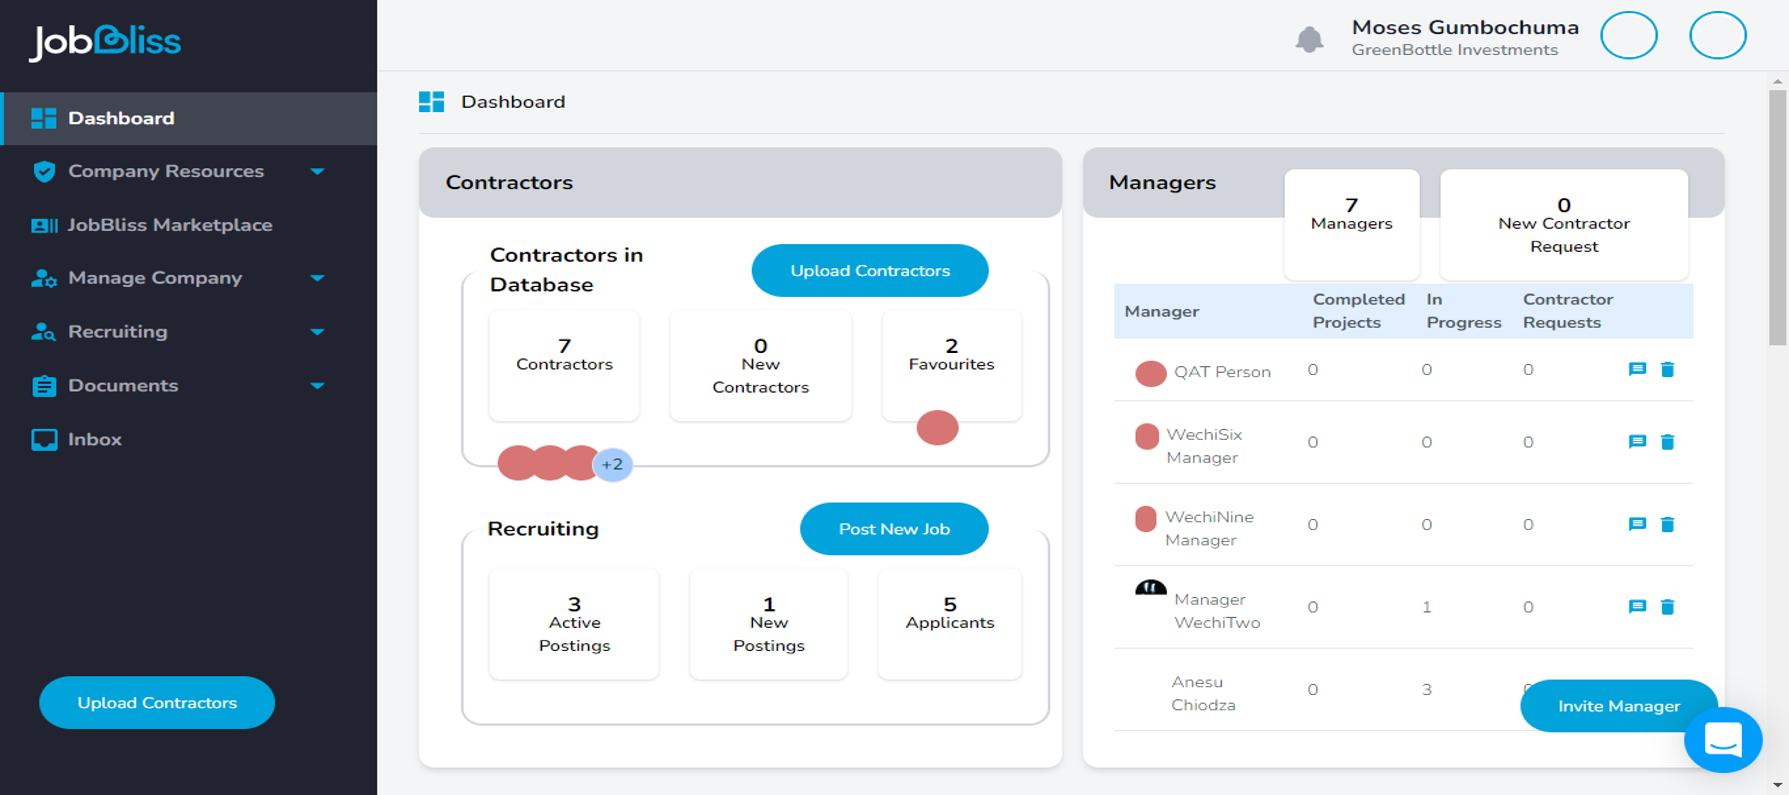 JobBliss
Moses Gumbochuma
GreenBottle Investments
Dashboard
Company Resources
JobBliss Marketplace
Manage Company
Recruiting
Documents
Inbox
Upload Contractors
Dashboard
Contractors
Contractors in
Database
Upload Contractors
7
Contractors
0
New
Contractors
2
Favourites
+2
Recruiting
Post New Job
3
Active
Postings
1
New
Postings
5
Applicants
Managers
7
Managers
0
New Contractor
Request
Manager Completed Projects In Progress Contractor Requests
QAT Person 0 0 0
WechiSix
Manager 0 0 0
WechiNine
Manager 0 0 0
Manager
WechiTwo 0 1 0
Anesu
Chiodza 0 3
Invite Manager